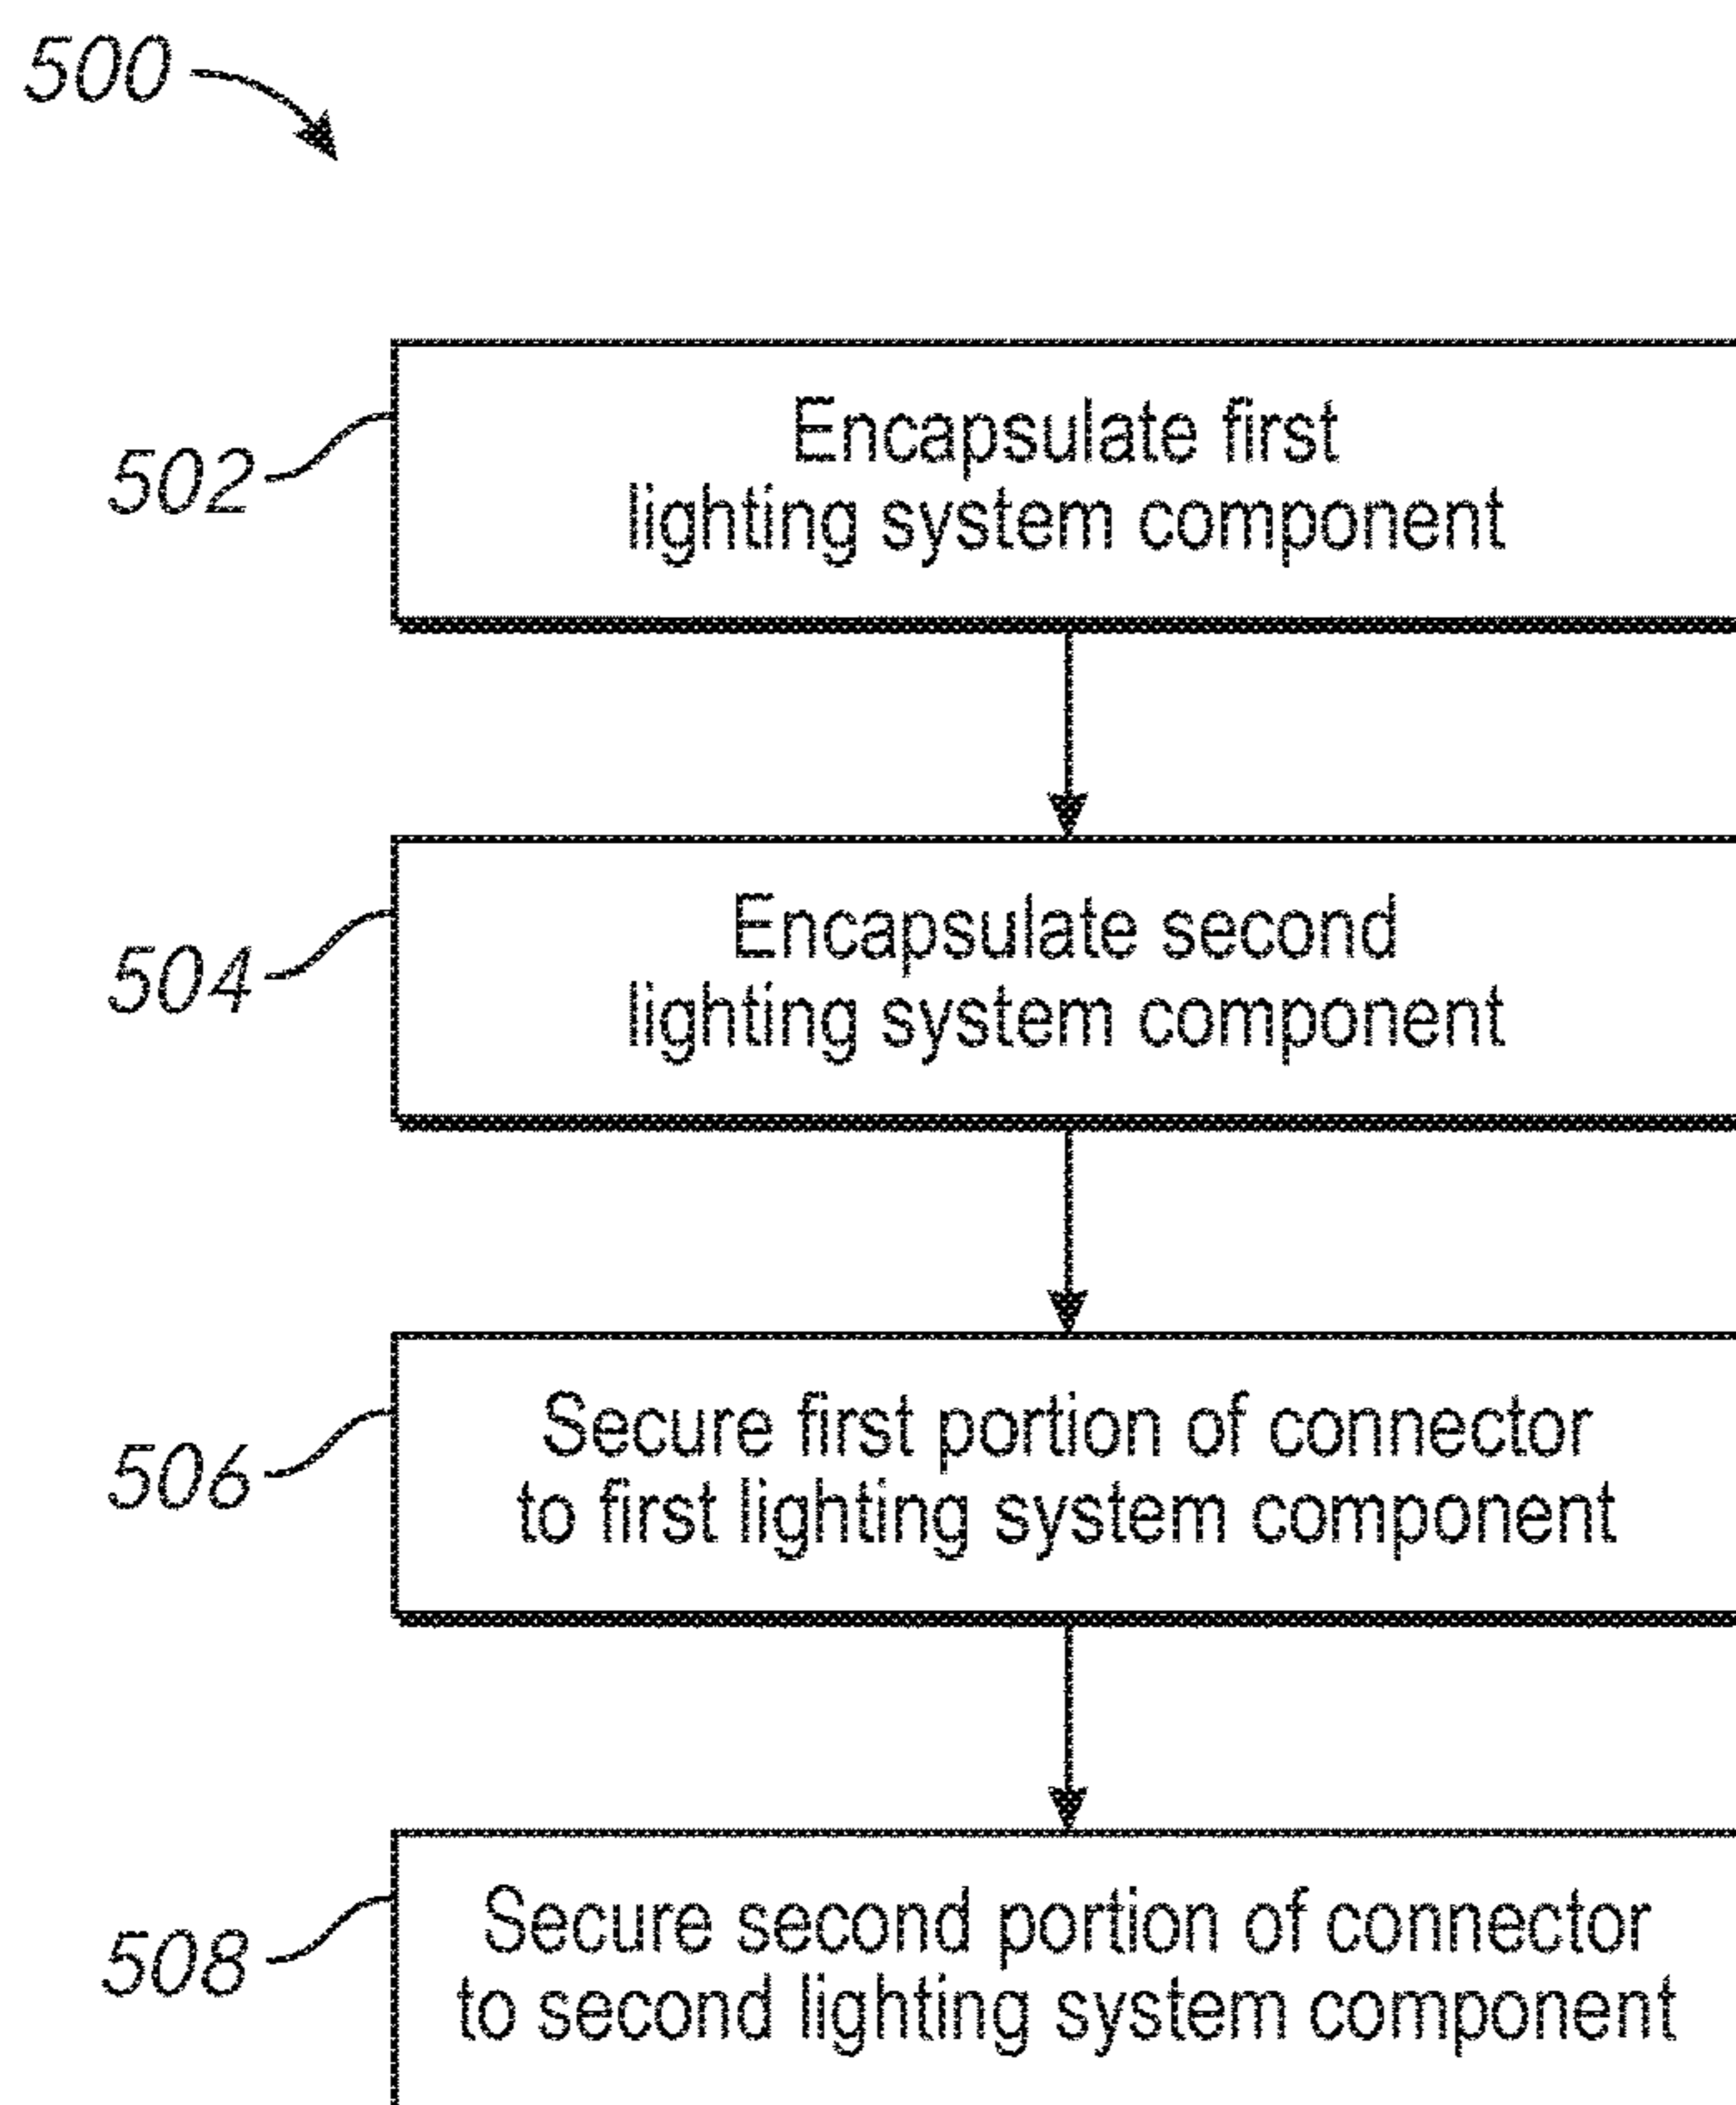 500
502
Encapsulate first
lighting system component
504
Encapsulate second
lighting system component
506
Secure first portion of connector
to first lighting system component
508
Secure second portion of connector
to second lighting system component